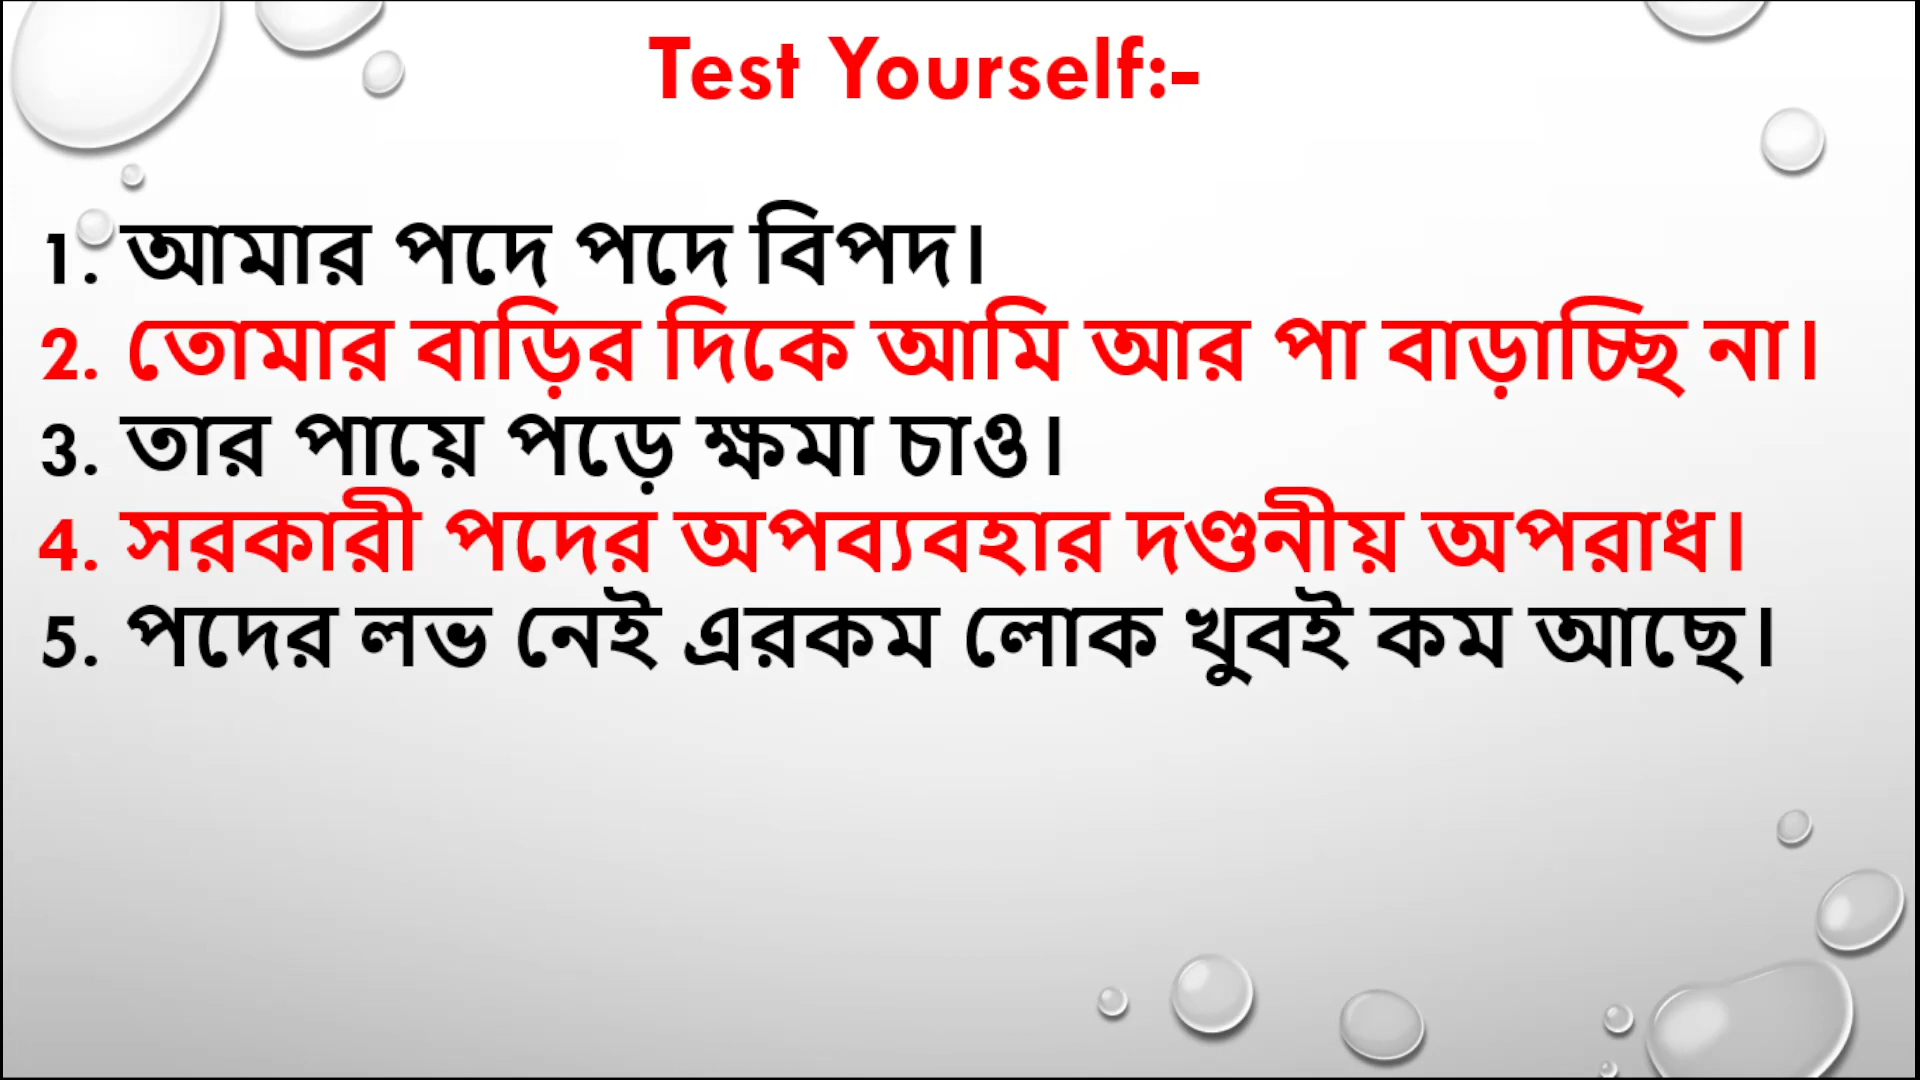 Test Yourself:-
1. আমার পদে পদে বিপদ।
2. তোমার বাড়ির দিকে আমি আর পা বাড়াচ্ছি না।
3. তার পায়ে পড়ে ক্ষমা চাও।
4. সরকারী পদের অপব্যবহার দণ্ডনীয় অপরাধ।
5. পদের লভ নেই এরকম লোক খুবই কম আছে।